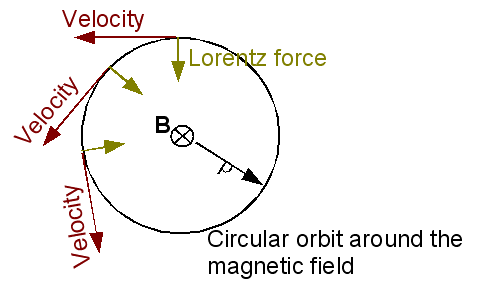 Velocity
Lorentz force
Velocity
B
ρ
Velocity
Circular orbit around the
magnetic field